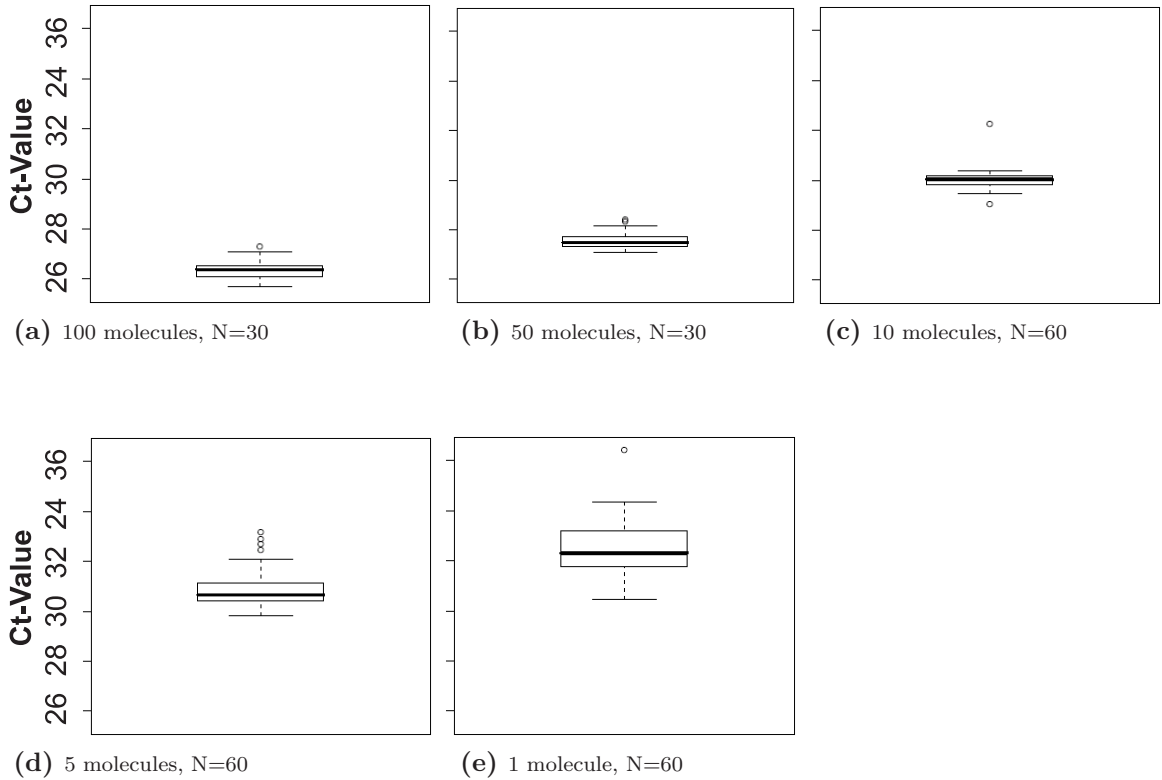 36
24
32
30
28
26
Ct-Value
(a) 100 molecules, N=30
(b) 50 molecules, N=30
(c) 10 molecules, N=60
36
24
32
30
28
26
Ct-Value
(d) 5 molecules, N=60
(e) 1 molecule, N=60